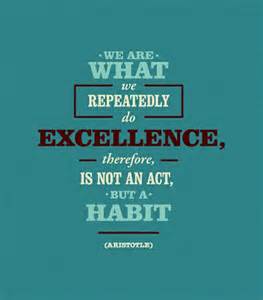 WE ARE
WHAT
we
REPEATEDLY
do
EXCELLENCE,
therefore,
IS NOT AN ACT,
BUT A
HABIT
(ARISTOTLE)